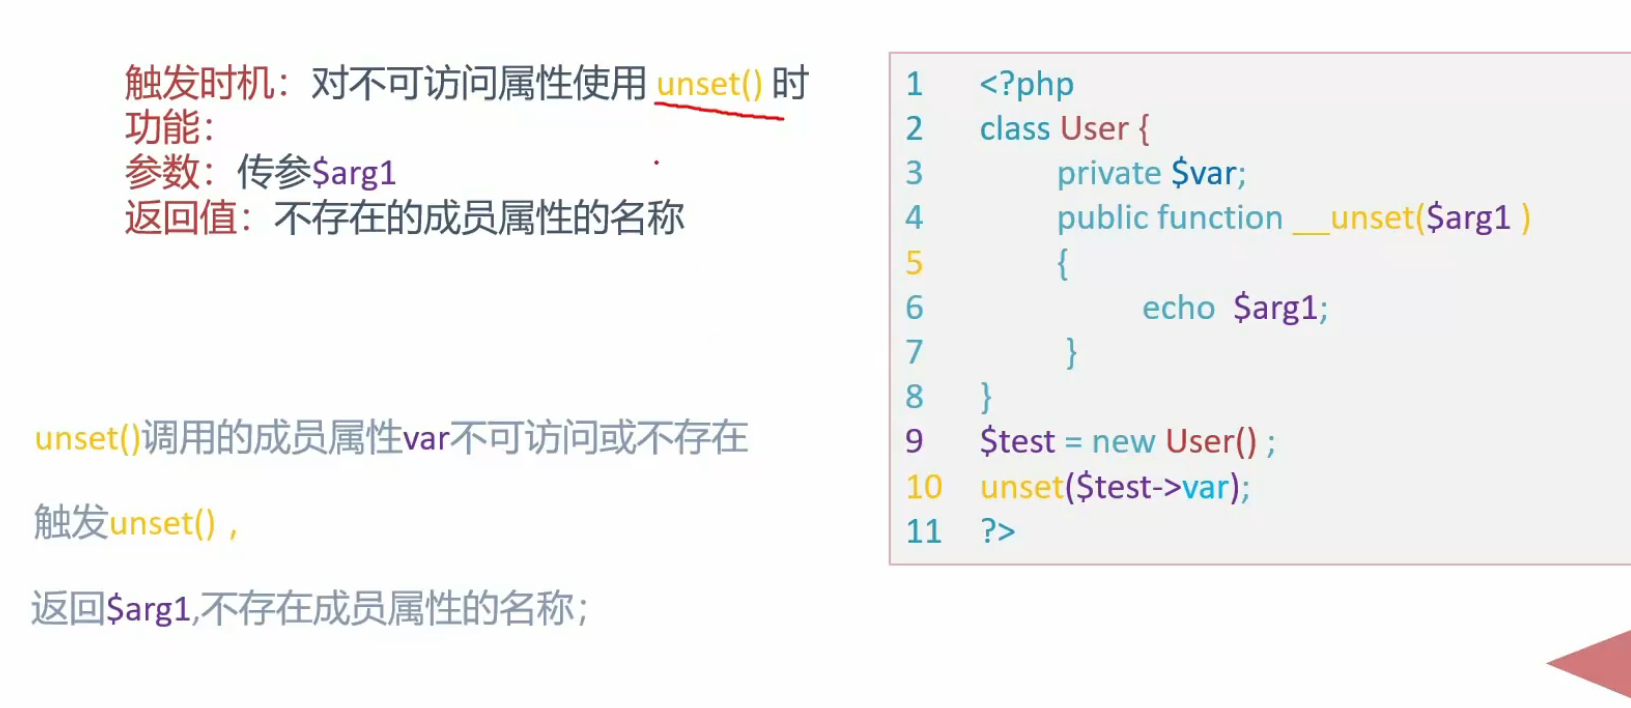 触发时机：对不可访问属性使用 unset() 时
功能：
参数：传参$arg1
返回值：不存在的成员属性的名称
unset()调用的成员属性var不可访问或不存在
触发unset() ，
返回$arg1,不存在成员属性的名称；
1 <?php
2 class User {
3 private $var;
4 public function __unset($arg1 )
5 {
6 echo $arg1;
7 }
8 }
9 $test = new User() ;
10 unset($test->var);
11 ?>